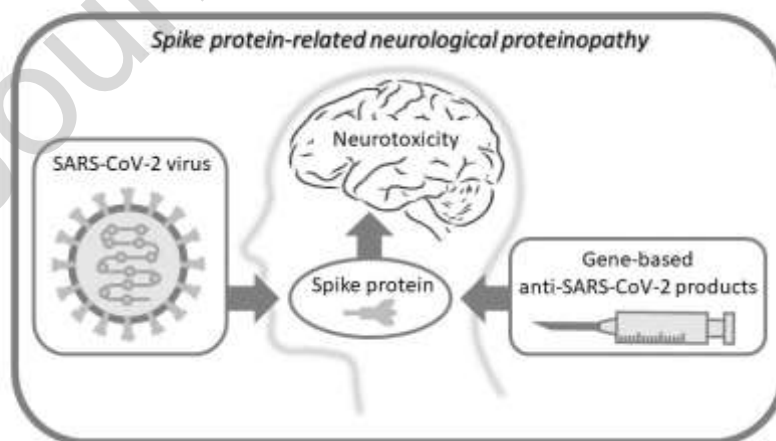 Spike protein-related neurological proteinopathy
Neurotoxicity
SARS-CoV-2 virus
Spike protein
Gene-based
anti-SARS-CoV-2 products